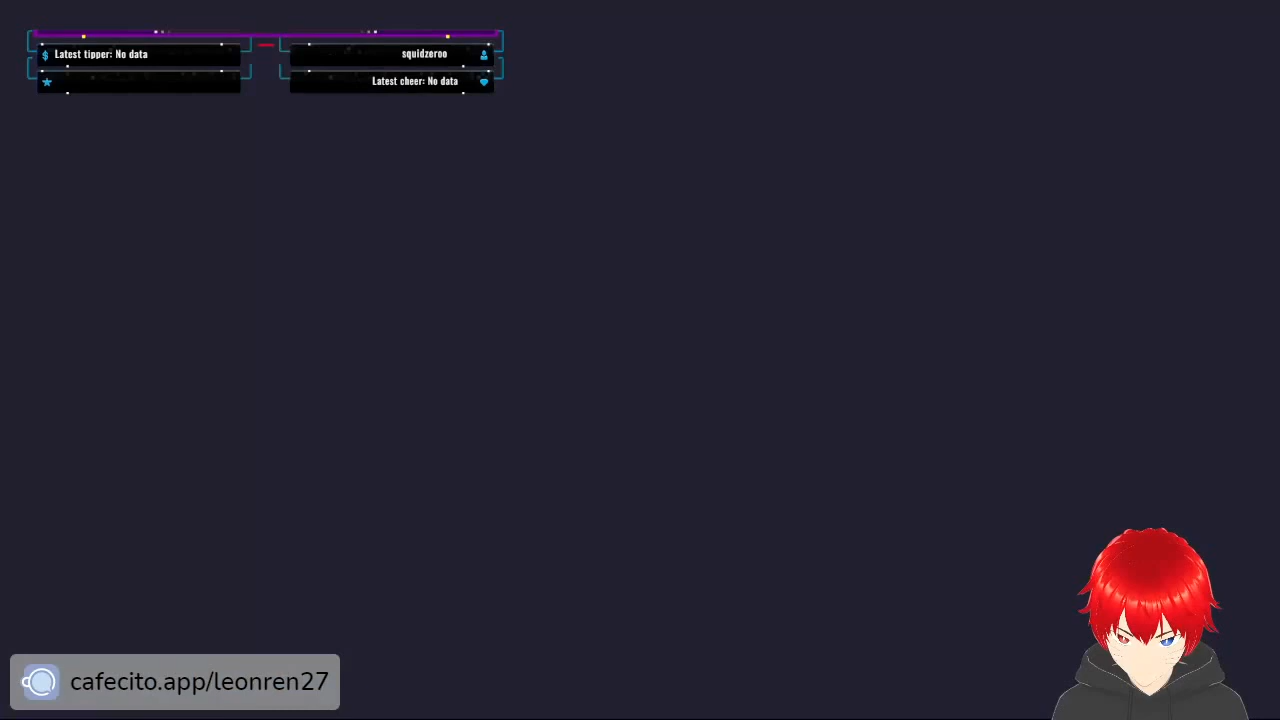 Latest tipper: No data
squidzeroo
Latest cheer: No data
cafecito.app/leonren27